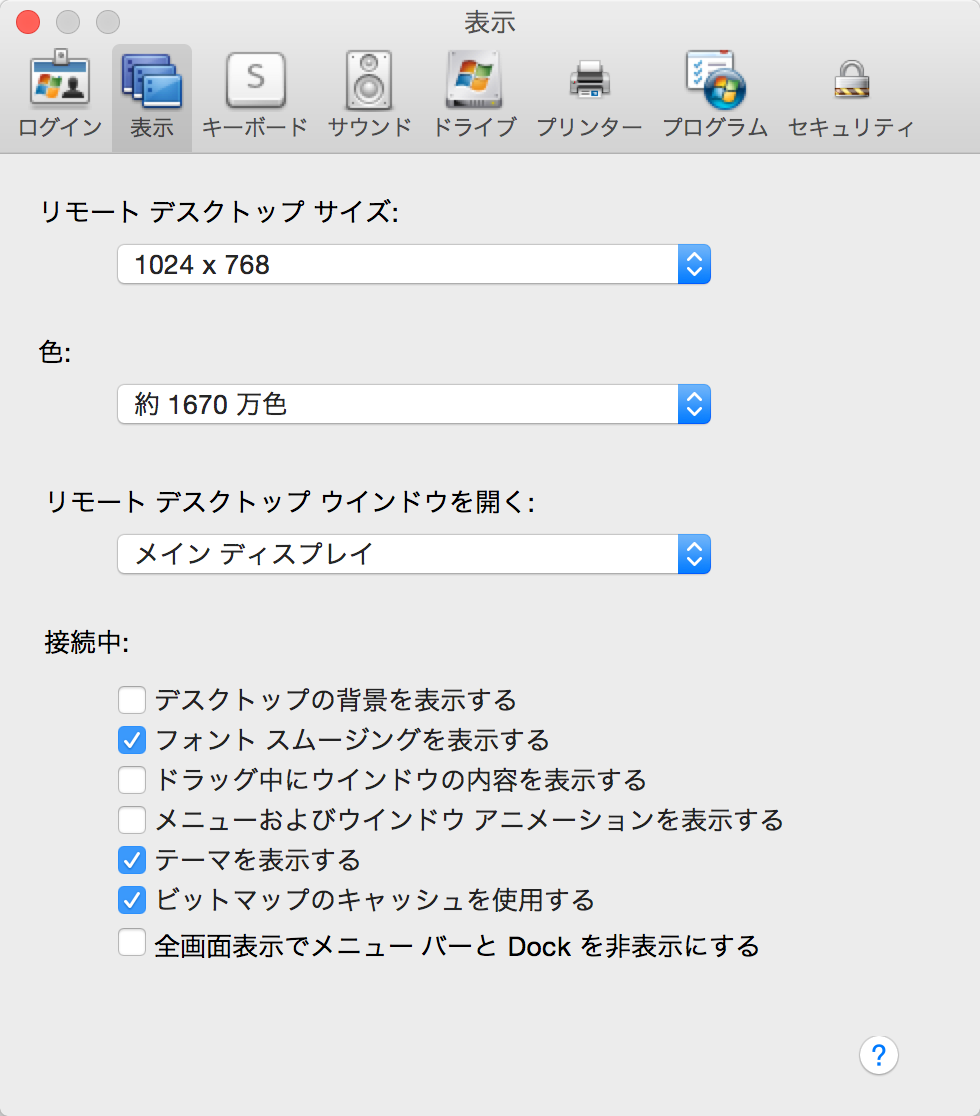 表示
ログイン 表示 キーボード サウンド ドライブ プリンター プログラム セキュリティ
S
リモート デスクトップ サイズ:
1024 x 768
色:
約 1670 万色
リモート デスクトップ ウインドウを開く:
メイン ディスプレイ
接続中:
デスクトップの背景を表示する
フォント スムージングを表示する
ドラッグ中にウインドウの内容を表示する
メニューおよびウインドウ アニメーションを表示する
テーマを表示する
ビットマップのキャッシュを使用する
全画面表示でメニュー バーと Dock を非表示にする
?